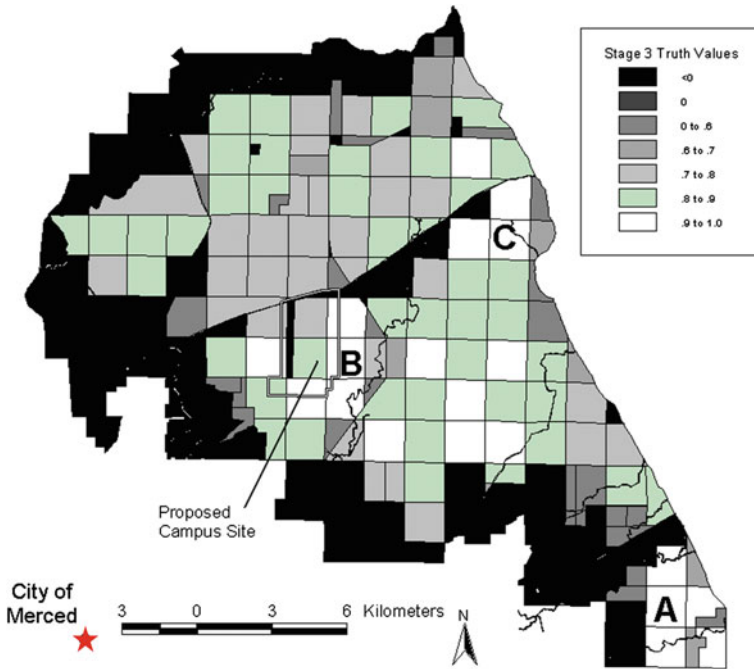 Stage 3 Truth Values
<0
0
0 to .6
.6 to .7
.7 to .8
.8 to .9
.9 to 1.0
C
B
A
Proposed
Campus Site
City of
Merced
3 0 3 6 Kilometers
N